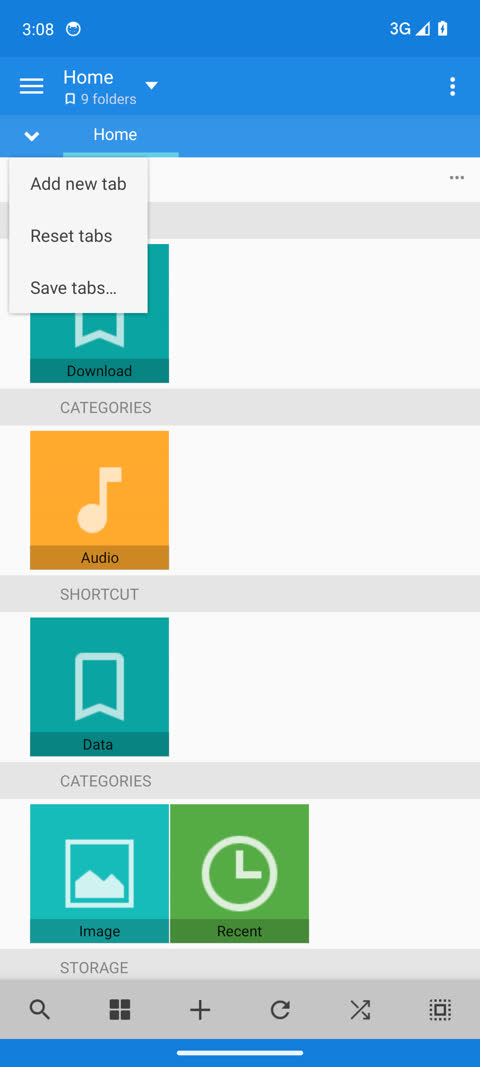 3:08
3G
Home
9 folders
Home
Add new tab
Reset tabs
Save tabs...
Download
CATEGORIES
Audio
SHORTCUT
Data
CATEGORIES
Image
Recent
STORAGE